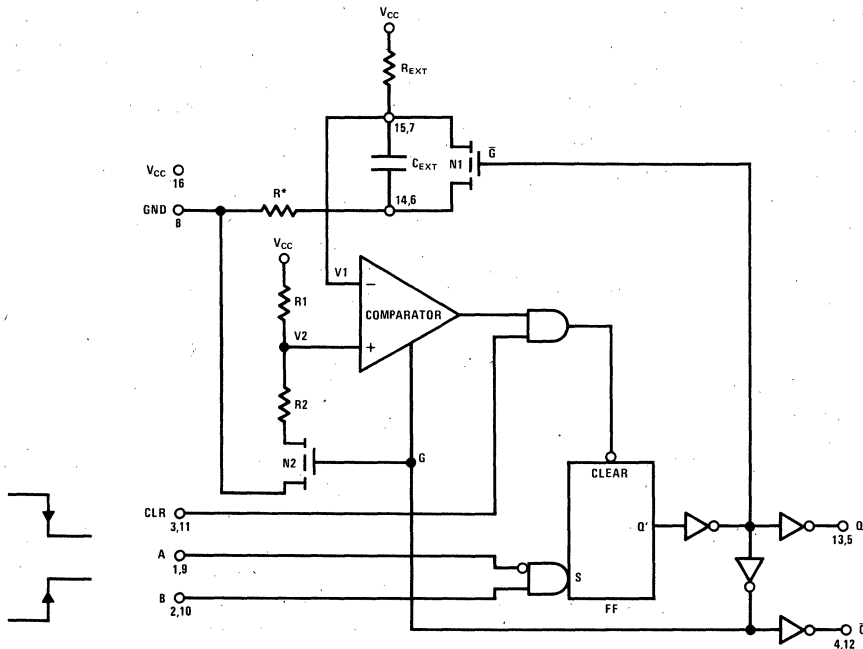 VCC
REXT
15,7
G̅
N1
CEXT
VCC
16
14,6
R*
GND
8
VCC
V1
−
R1
COMPARATOR
V2
+
R2
N2
G
CLEAR
CLR
3,11
Q'
Q
13,5
A
1,9
S
B
2,10
FF
Q̅
4,12